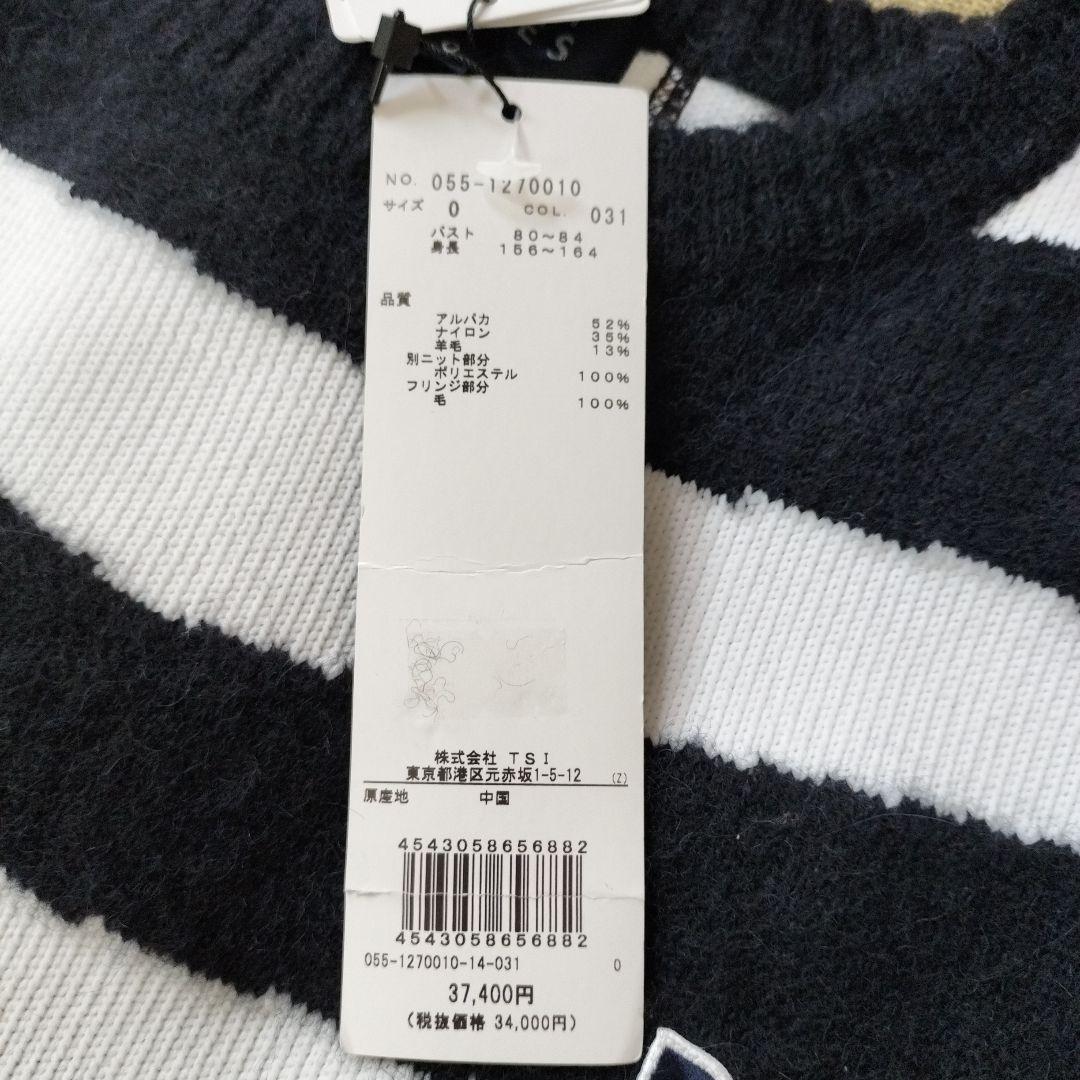 NO. 055-1270010
サイズ 0 COL. 031
バスト 80〜84
身長 156〜164
品質
アルパカ 52%
ナイロン 35%
羊毛 13%
別ニット部分
ポリエステル 100%
フリンジ部分
毛 100%
株式会社 TSI
東京都港区元赤坂1-5-12 (Z)
原産地 中国
4543058656882
4543058656882
055-1270010-14-031 0
37,400円
(税抜価格 34,000円)